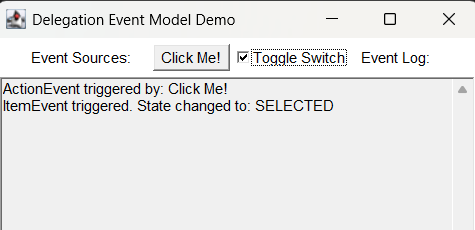 Delegation Event Model Demo
Event Sources: Click Me! Toggle Switch Event Log:
ActionEvent triggered by: Click Me!
ItemEvent triggered. State changed to: SELECTED